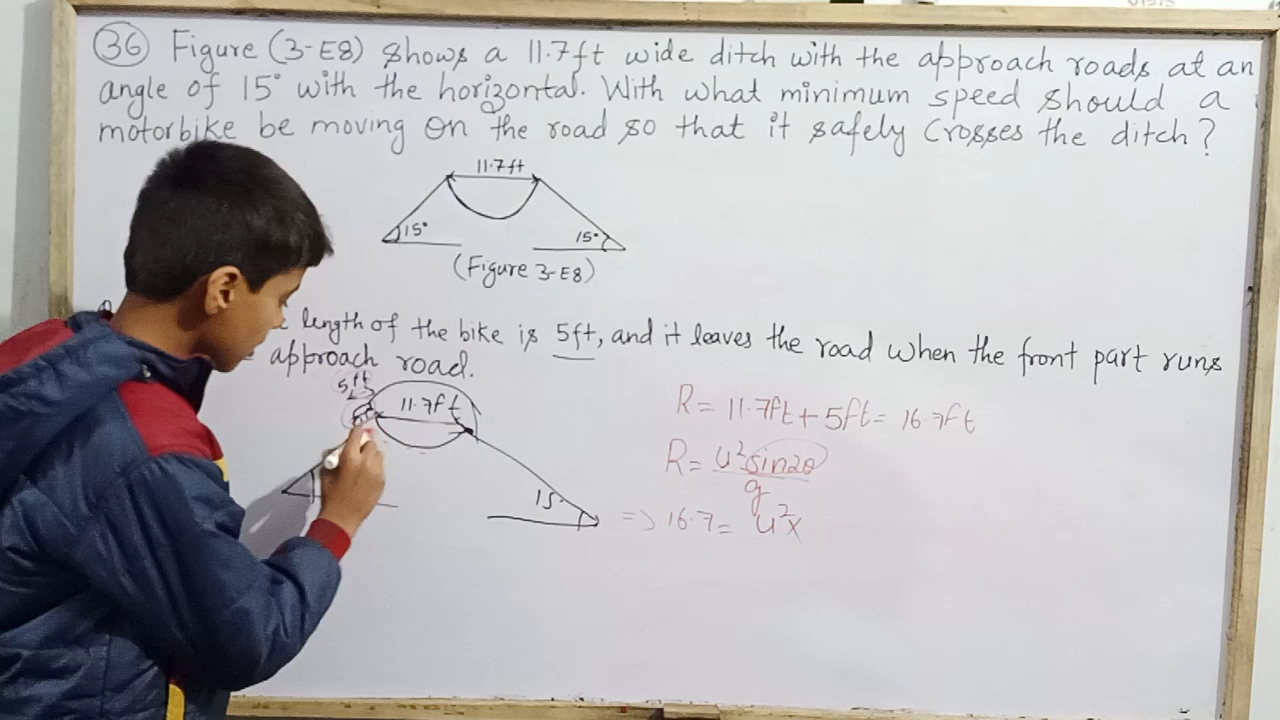 36 Figure (3-E8) shows a 11.7ft wide ditch with the approach roads at an
angle of 15° with the horizontal. With what minimum speed should a
motorbike be moving on the road so that it safely crosses the ditch?
11.7ft
15° 15°
(Figure 3-E8)
length of the bike is 5ft, and it leaves the road when the front part runs
approach road.
5ft
11.7ft
15°
R = 11.7ft + 5ft = 16.7ft
R = u²sin2θ
g
=> 16.7 = u²x